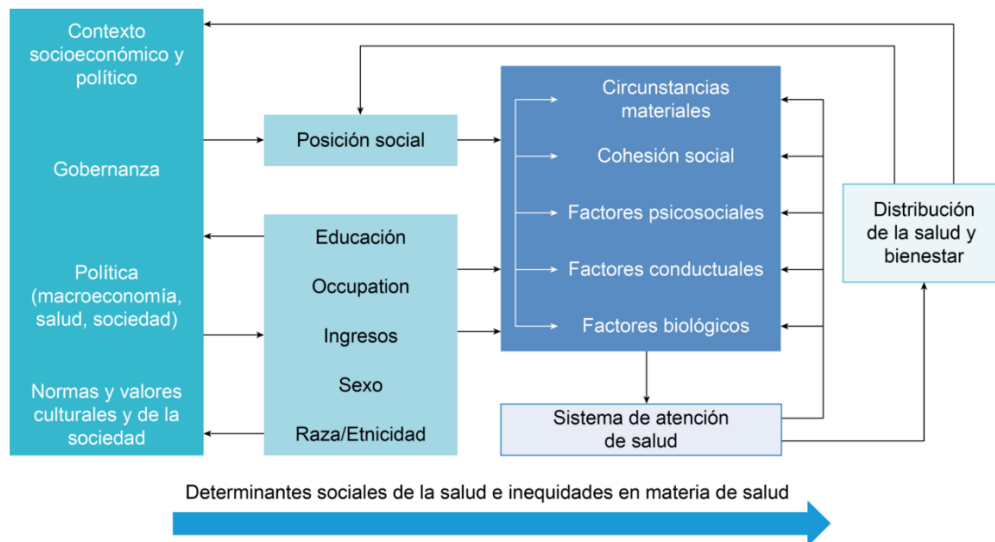 Contexto
socioeconómico y
político
Gobernanza
Política
(macroeconomía,
salud, sociedad)
Normas y valores
culturales y de la
sociedad
Posición social
Educación
Occupation
Ingresos
Sexo
Raza/Etnicidad
Circunstancias
materiales
Cohesión social
Factores psicosociales
Factores conductuales
Factores biológicos
Sistema de atención
de salud
Distribución
de la salud y
bienestar
Determinantes sociales de la salud e inequidades en materia de salud